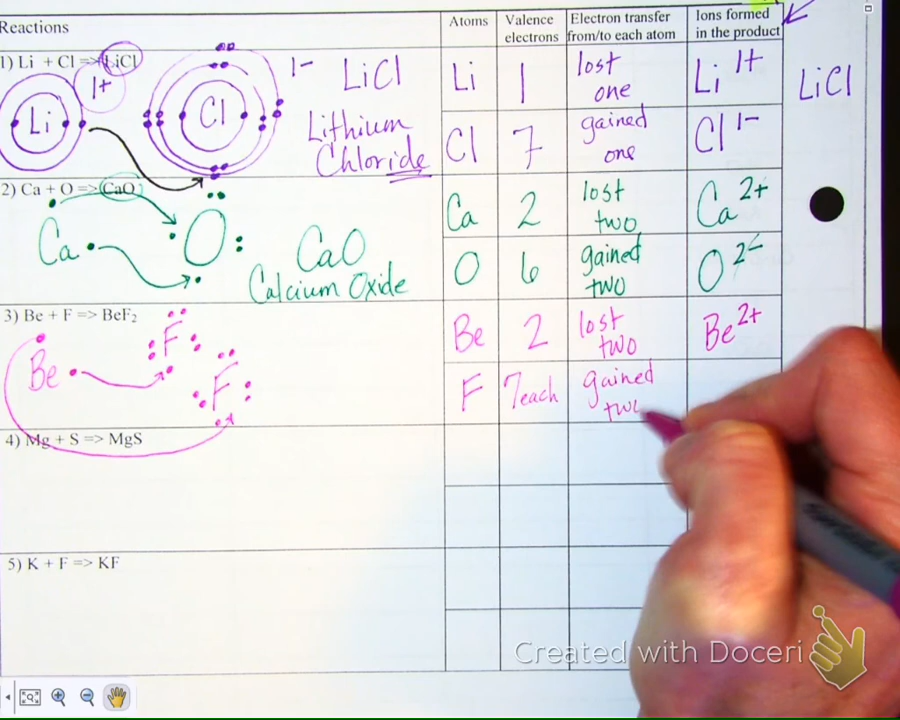 Reactions
Atoms
Valence electrons
Electron transfer from/to each atom
Ions formed in the product
1) Li + Cl => LiCl
Li
1+
Cl
1-
LiCl
Lithium
Chloride
Li
1
lost
one
Li 1+
LiCl
Cl
7
gained
one
Cl 1-
2) Ca + O => CaO
Ca
O
CaO
Calcium Oxide
Ca
2
lost
two
Ca 2+
O
6
gained
two
O 2-
3) Be + F => BeF₂
Be
F
F
Be
2
lost
two
Be 2+
F
7 each
gained
two
4) Mg + S => MgS
5) K + F => KF
Created with Doceri